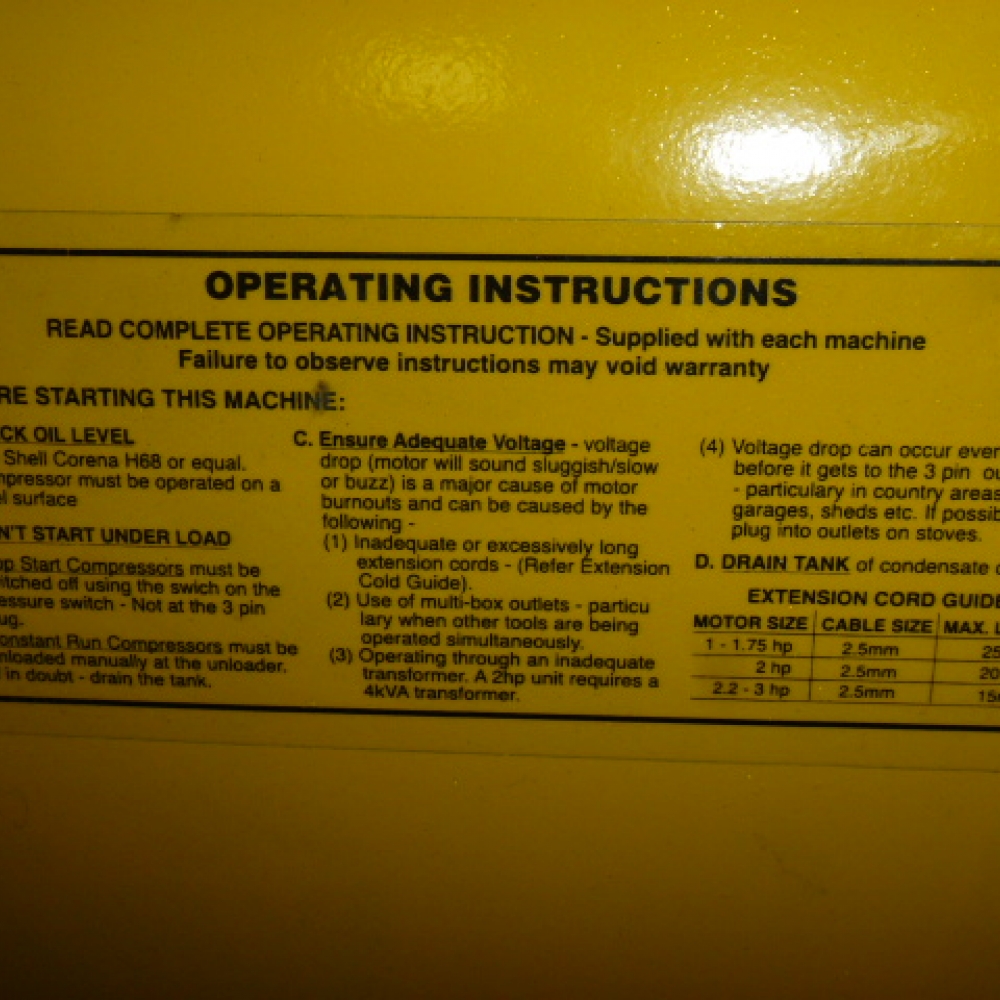 OPERATING INSTRUCTIONS
READ COMPLETE OPERATING INSTRUCTION - Supplied with each machine
Failure to observe instructions may void warranty
RE STARTING THIS MACHINE:
CK OIL LEVEL
Shell Corena H68 or equal.
mpressor must be operated on a
el surface
N'T START UNDER LOAD
op Start Compressors must be
itched off using the swich on the
essure switch - Not at the 3 pin
ug.
onstant Run Compressors must be
nloaded manually at the unloader.
in doubt - drain the tank.
C. Ensure Adequate Voltage - voltage
drop (motor will sound sluggish/slow
or buzz) is a major cause of motor
burnouts and can be caused by the
following -
(1) Inadequate or excessively long
extension cords - (Refer Extension
Cold Guide).
(2) Use of multi-box outlets - particu
lary when other tools are being
operated simultaneously.
(3) Operating through an inadequate
transformer. A 2hp unit requires a
4kVA transformer.
(4) Voltage drop can occur even
before it gets to the 3 pin ou
- particulary in country areas
garages, sheds etc. If possib
plug into outlets on stoves.
D. DRAIN TANK of condensate
EXTENSION CORD GUIDE
MOTOR SIZE CABLE SIZE MAX. L
1 - 1.75 hp 2.5mm 25
2 hp 2.5mm 20
2.2 - 3 hp 2.5mm 15